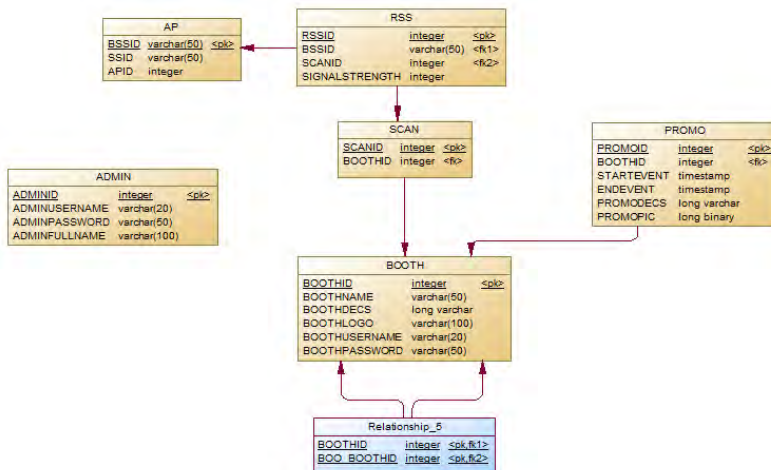 AP
BSSID varchar(50) <pk>
SSID varchar(50)
APID integer
RSS
RSSID integer <pk>
BSSID varchar(50) <fk1>
SCANID integer <fk2>
SIGNALSTRENGTH integer
SCAN
SCANID integer <pk>
BOOTHID integer <fk>
PROMO
PROMOID integer <pk>
BOOTHID integer <fk>
STARTEVENT timestamp
ENDEVENT timestamp
PROMODECS long varchar
PROMOPIC long binary
ADMIN
ADMINID integer <pk>
ADMINUSERNAME varchar(20)
ADMINPASSWORD varchar(50)
ADMINFULLNAME varchar(100)
BOOTH
BOOTHID integer <pk>
BOOTHNAME varchar(50)
BOOTHDECS long varchar
BOOTHLOGO varchar(100)
BOOTHUSERNAME varchar(20)
BOOTHPASSWORD varchar(50)
Relationship_5
BOOTHID integer <pk,fk1>
BOO_BOOTHID integer <pk,fk2>